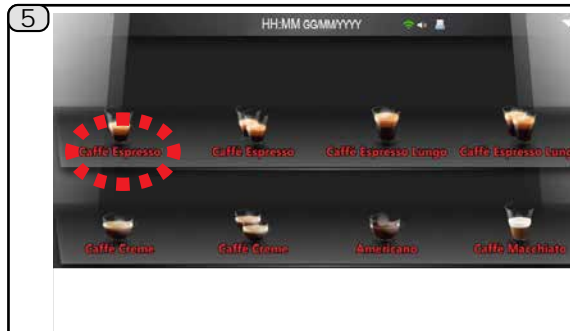 5
HH:MM GG/MM/YYYY
Caffè Espresso Caffè Espresso Caffè Espresso Lungo Caffè Espresso Lung
Caffè Creme Caffè Creme Americano Caffè Macchiato